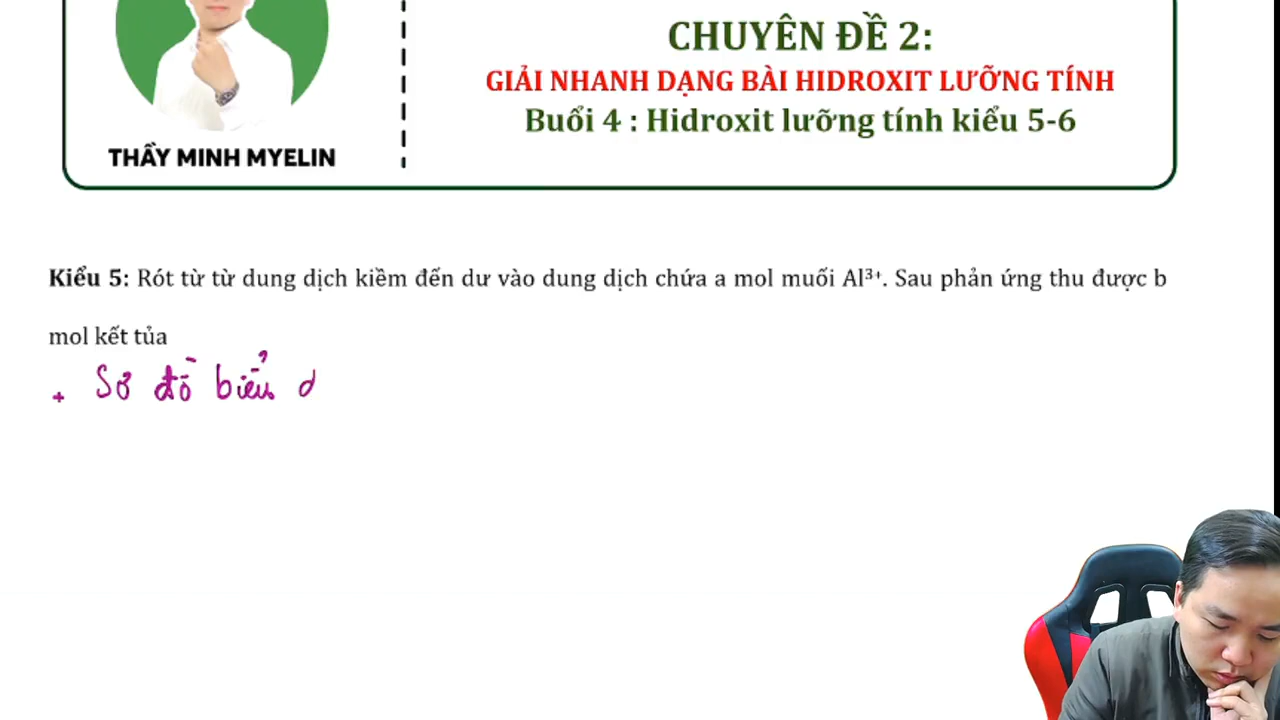 THẦY MINH MYELIN
CHUYÊN ĐỀ 2:
GIẢI NHANH DẠNG BÀI HIDROXIT LƯỠNG TÍNH
Buổi 4 : Hidroxit lưỡng tính kiểu 5-6
Kiểu 5: Rót từ từ dung dịch kiềm đến dư vào dung dịch chứa a mol muối Al³⁺. Sau phản ứng thu được b
mol kết tủa
+ Sơ đồ biểu d